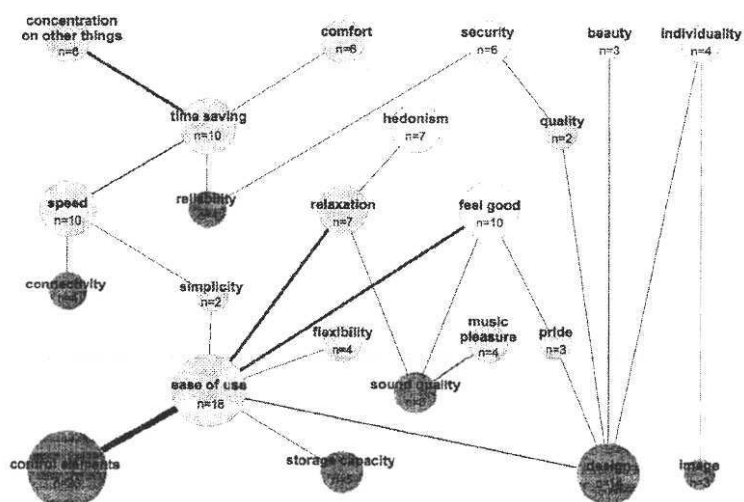 concentration
on other things
n=6
comfort
n=6
security
n=6
beauty
n=3
individuality
n=4
time saving
n=10
hedonism
n=7
quality
n=2
reliability
speed
n=10
relaxation
n=7
feel good
n=10
connectivity
simplicity
n=2
flexibility
n=4
music
pleasure
n=4
pride
n=3
ease of use
n=18
sound quality
control elements
storage capacity
design
image